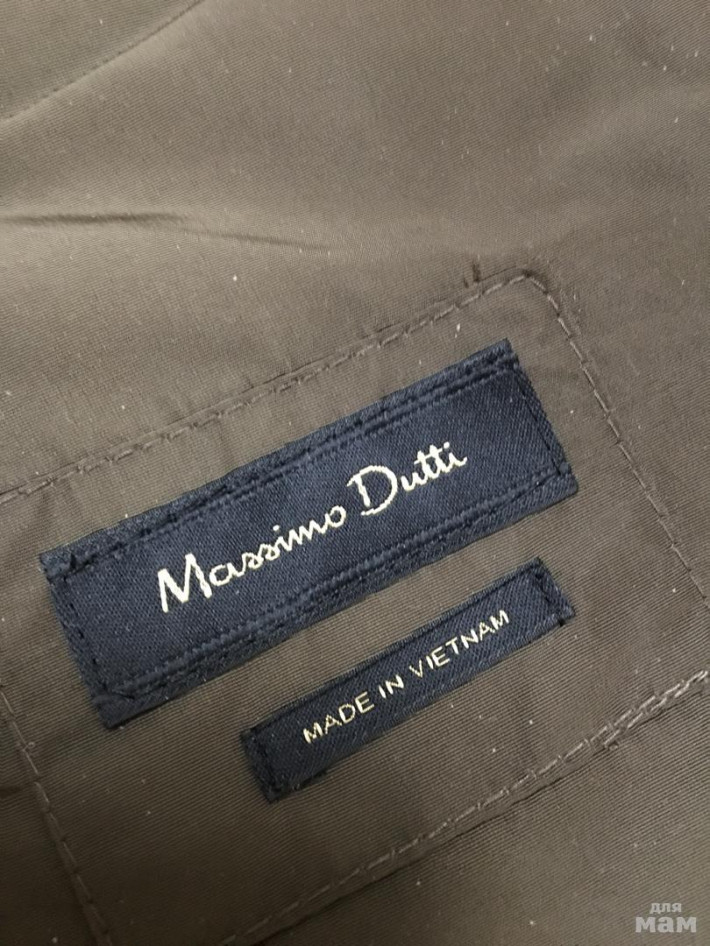 Massimo Dutti
MADE IN VIETNAM
для
мам